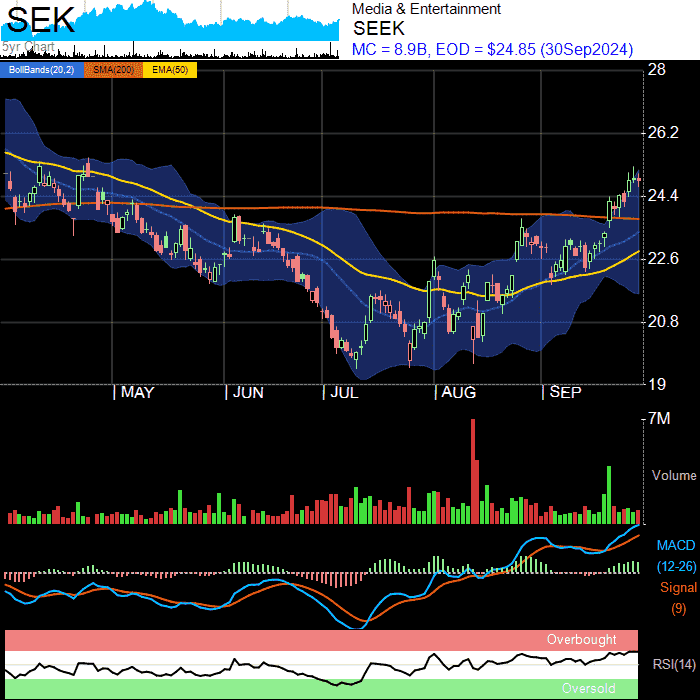 SEK
5yr Chart
Media & Entertainment
SEEK
MC = 8.9B, EOD = $24.85 (30Sep2024)
BollBands(20,2) SMA(200) EMA(50)
28
26.2
24.4
22.6
20.8
19
| MAY | JUN | JUL | AUG | SEP
7M
Volume
MACD
(12-26)
Signal
(9)
Overbought
RSI(14)
Oversold